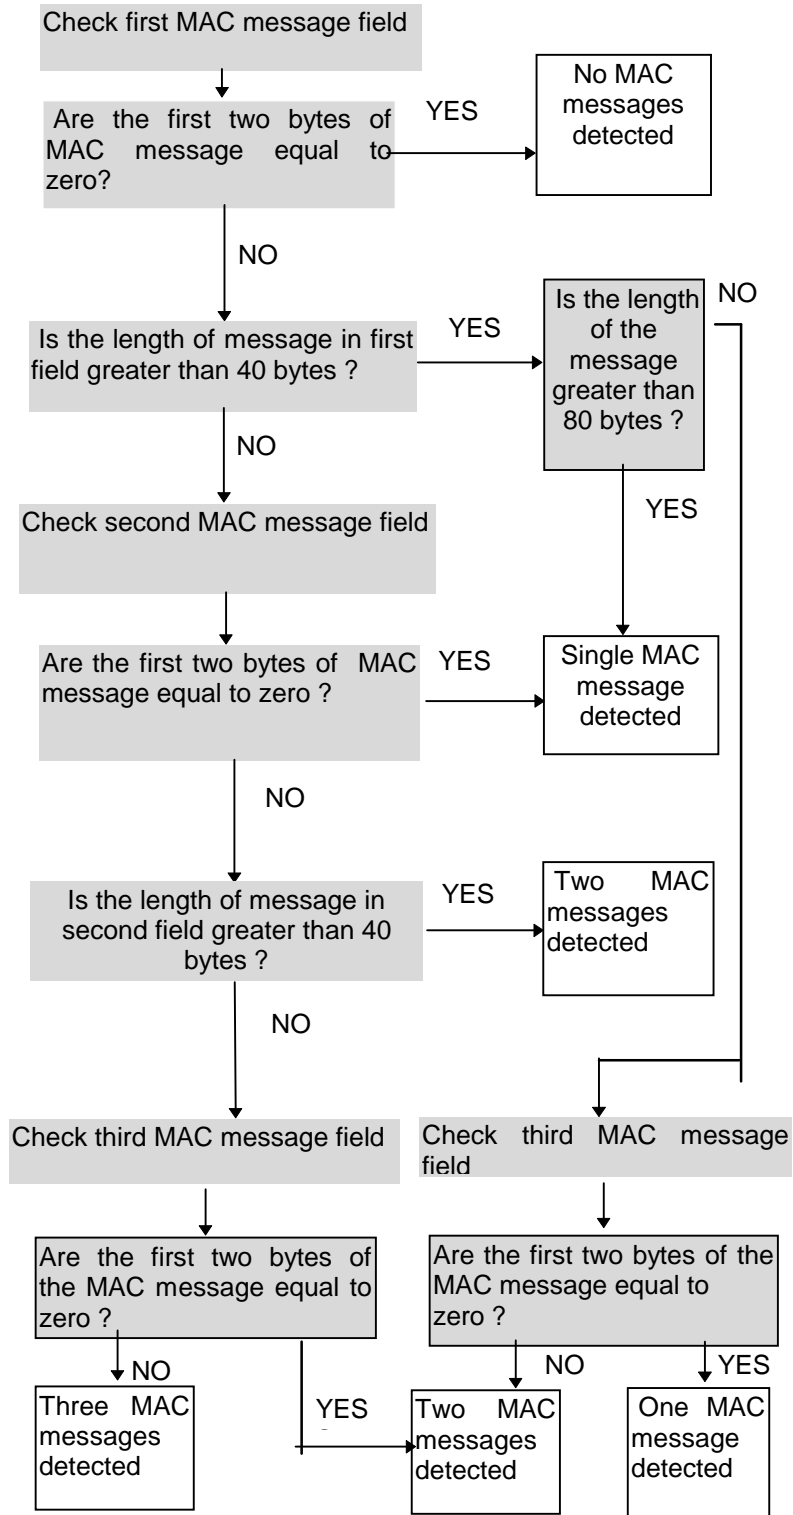 Check first MAC message field
Are the first two bytes of
MAC message equal to
zero?
YES
No MAC
messages
detected
NO
Is the length of message in first
field greater than 40 bytes ?
YES
Is the length
of the
message
greater than
80 bytes ?
NO
NO
YES
Check second MAC message field
Are the first two bytes of MAC
message equal to zero ?
YES
Single MAC
message
detected
NO
Is the length of message in
second field greater than 40
bytes ?
YES
Two MAC
messages
detected
NO
Check third MAC message field
Check third MAC message
field
Are the first two bytes of
the MAC message equal to
zero ?
Are the first two bytes of the
MAC message equal to
zero ?
NO
YES
NO
YES
Three MAC
messages
detected
Two MAC
messages
detected
One MAC
message
detected